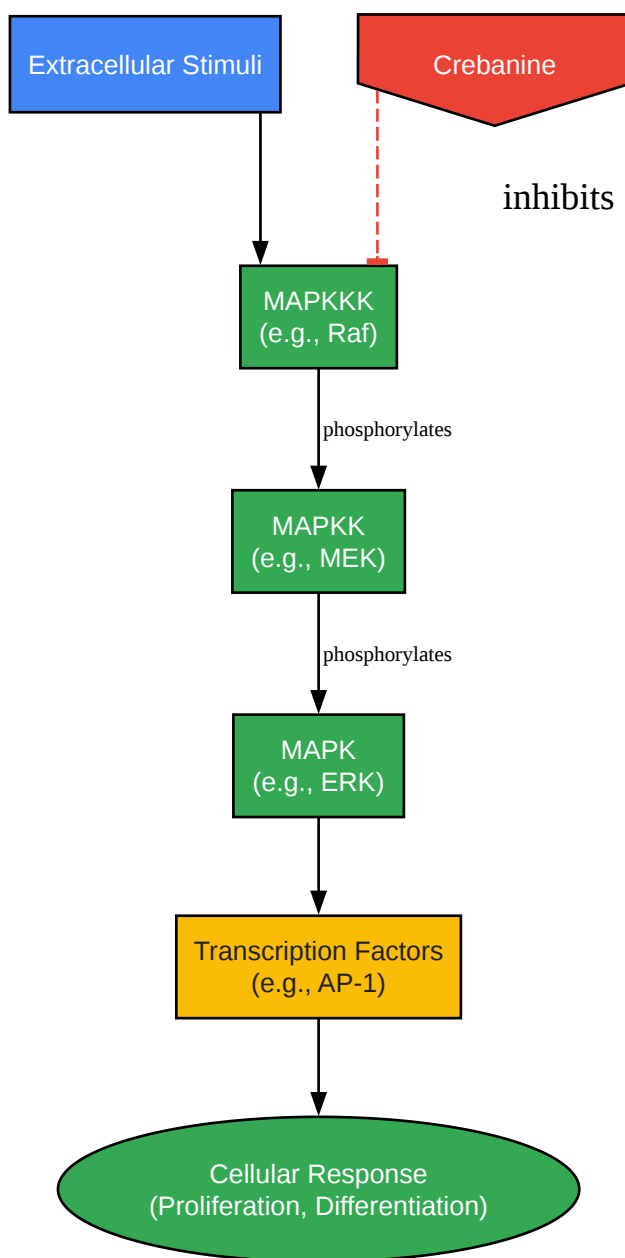 Extracellular Stimuli
Crebanine
inhibits
MAPKKK
(e.g., Raf)
phosphorylates
MAPKK
(e.g., MEK)
phosphorylates
MAPK
(e.g., ERK)
Transcription Factors
(e.g., AP-1)
Cellular Response
(Proliferation, Differentiation)